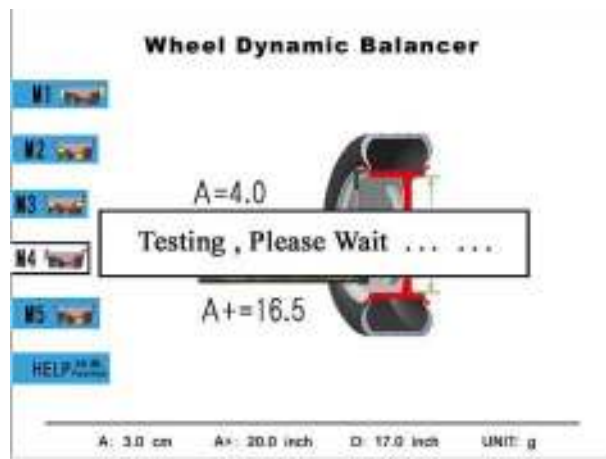 Wheel Dynamic Balancer
M1
M2
A=4.0
M3
Testing , Please Wait ... ...
M4
A+=16.5
M5
HELP
A: 3.0 cm A+: 20.0 inch D: 17.0 inch UNIT: g